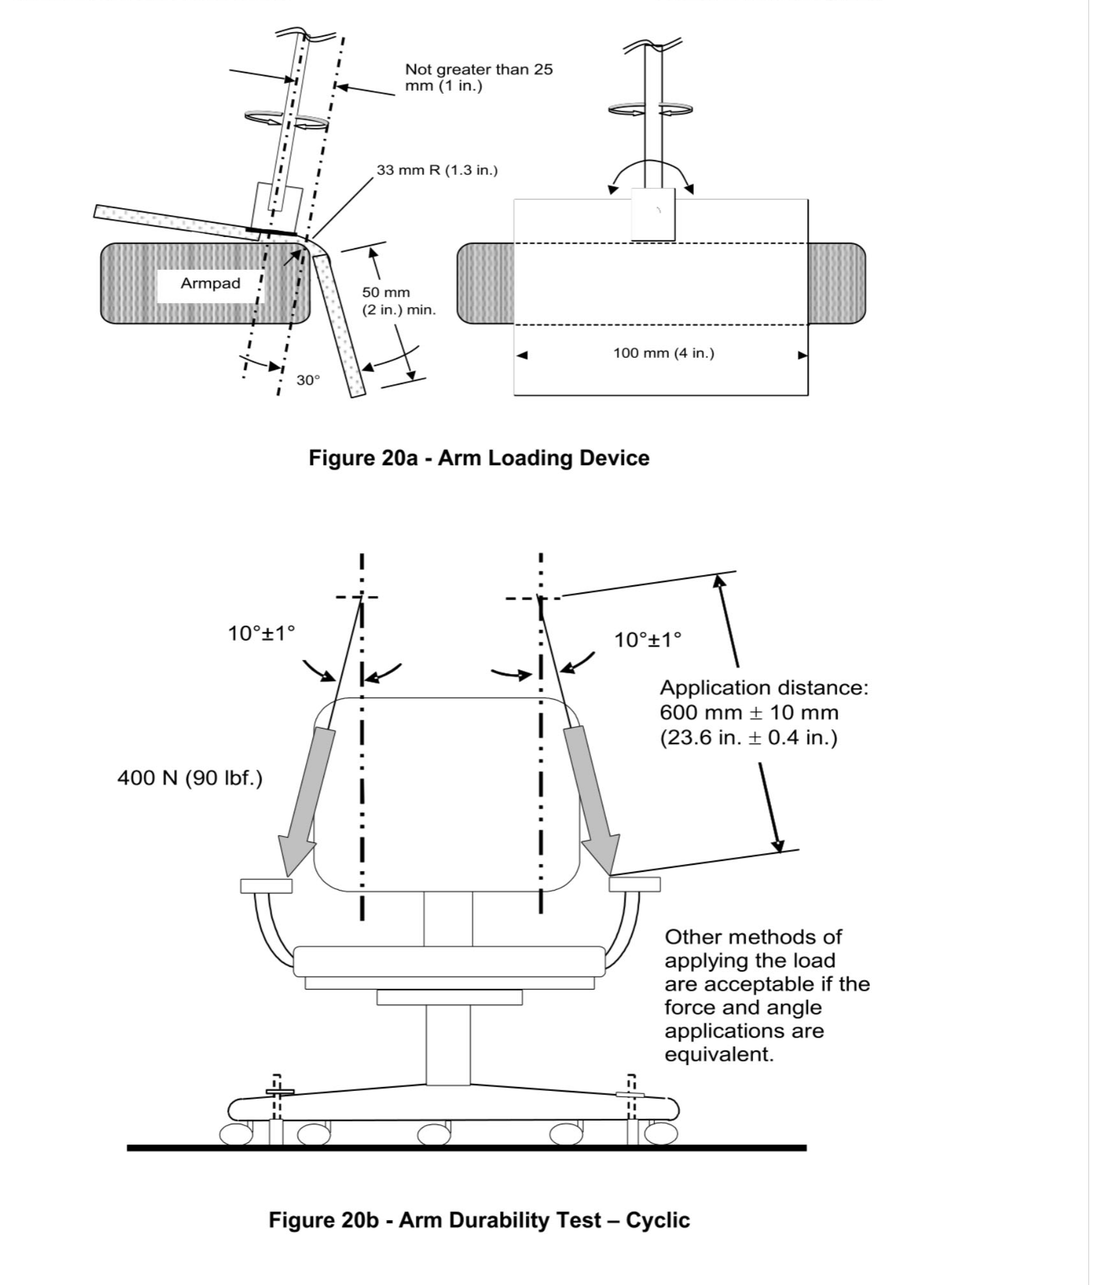 Not greater than 25
mm (1 in.)
33 mm R (1.3 in.)
Armpad
50 mm
(2 in.) min.
30°
100 mm (4 in.)
Figure 20a - Arm Loading Device
10°±1°
10°±1°
Application distance:
600 mm ± 10 mm
(23.6 in. ± 0.4 in.)
400 N (90 lbf.)
Other methods of
applying the load
are acceptable if the
force and angle
applications are
equivalent.
Figure 20b - Arm Durability Test – Cyclic